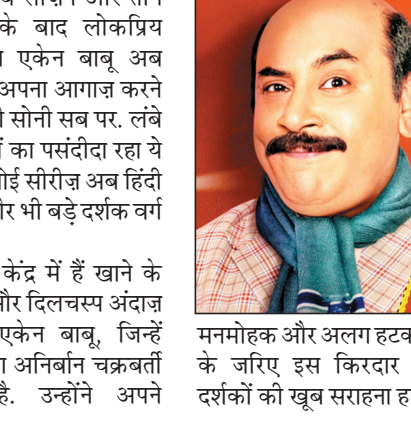 के बाद लोकप्रिय
एकेन बाबू अब
अपना आगाज़ करने
सोनी सब पर. लंबे
का पसंदीदा रहा ये
सीरीज़ अब हिंदी
भी बड़े दर्शक वर्ग
केंद्र में हैं खाने के
और दिलचस्प अंदाज़
एकेन बाबू, जिन्हें
अनिर्बान चक्रबर्ती
है. उन्होंने अपने
मनमोहक और अलग हटक
के जरिए इस किरदार
दर्शकों की खूब सराहना